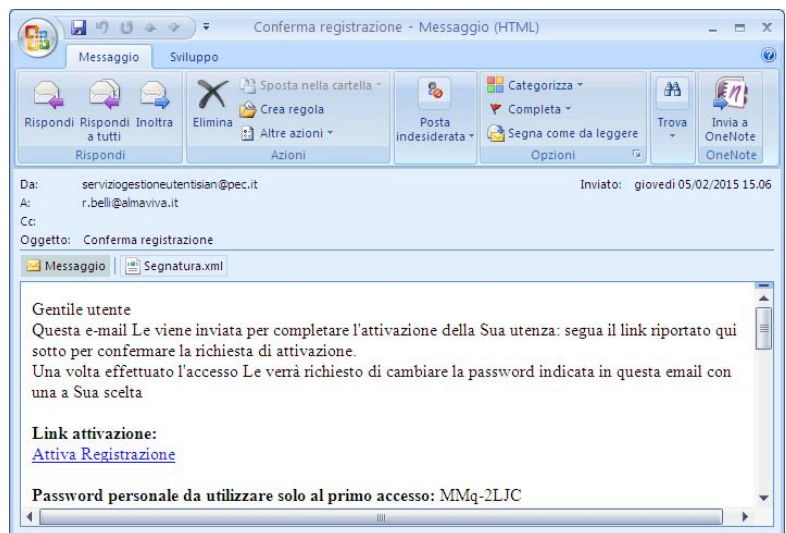 Conferma registrazione - Messaggio (HTML)
Messaggio Sviluppo
Rispondi Rispondi a tutti Inoltra
Rispondi
Elimina
Sposta nella cartella
Crea regola
Altre azioni
Azioni
Posta indesiderata
Categorizza
Completa
Segna come da leggere
Opzioni
Trova
Invia a OneNote
OneNote
Da: serviziogestioneutentisian@pec.it Inviato: giovedì 05/02/2015 15.06
A: r.belli@almaviva.it
Cc:
Oggetto: Conferma registrazione
Messaggio Segnatura.xml
Gentile utente
Questa e-mail Le viene inviata per completare l'attivazione della Sua utenza: segua il link riportato qui
sotto per confermare la richiesta di attivazione.
Una volta effettuato l'accesso Le verrà richiesto di cambiare la password indicata in questa email con
una a Sua scelta
Link attivazione:
Attiva Registrazione
Password personale da utilizzare solo al primo accesso: MMq-2LJC